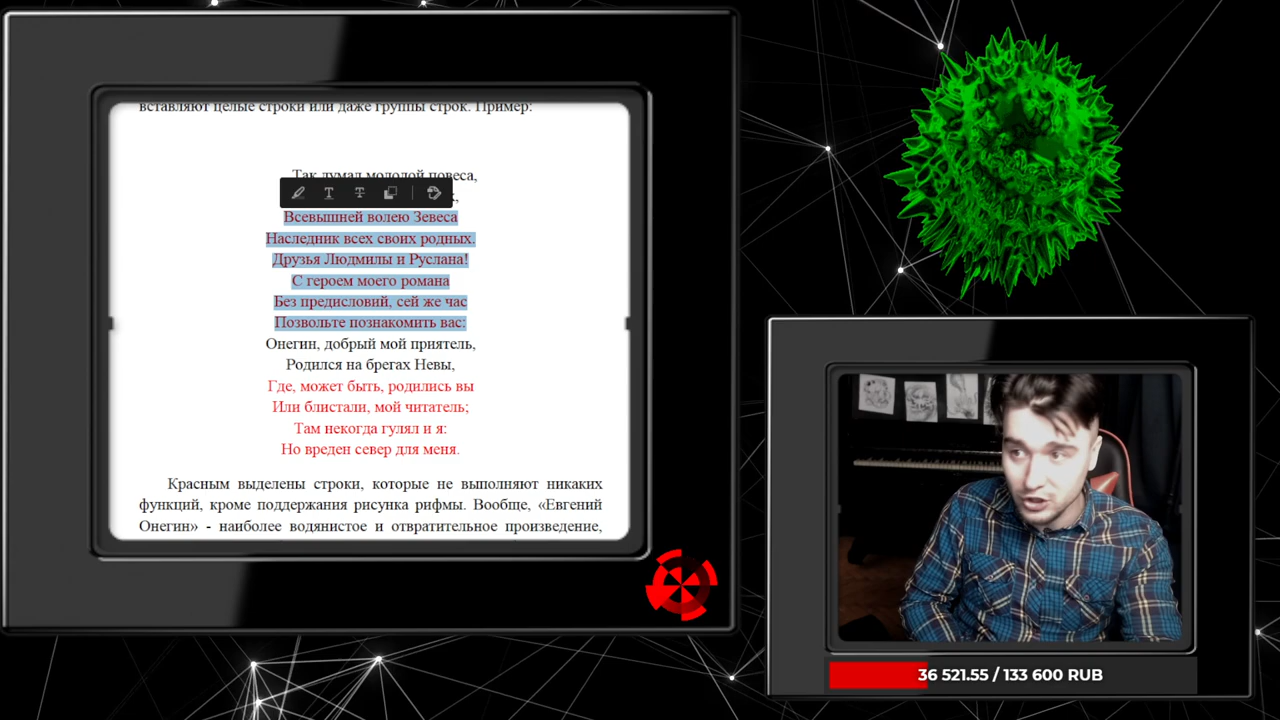 вставляют целые строки или даже группы строк. Пример:
Так думал молодой повеса,
Всевышней волею Зевеса
Наследник всех своих родных.
Друзья Людмилы и Руслана!
С героем моего романа
Без предисловий, сей же час
Позвольте познакомить вас:
Онегин, добрый мой приятель,
Родился на брегах Невы,
Где, может быть, родились вы
Или блистали, мой читатель;
Там некогда гулял и я:
Но вреден север для меня.
Красным выделены строки, которые не выполняют никаких
функций, кроме поддержания рисунка рифмы. Вообще, «Евгений
Онегин» - наиболее водянистое и отвратительное произведение,
36 521.55 / 133 600 RUB